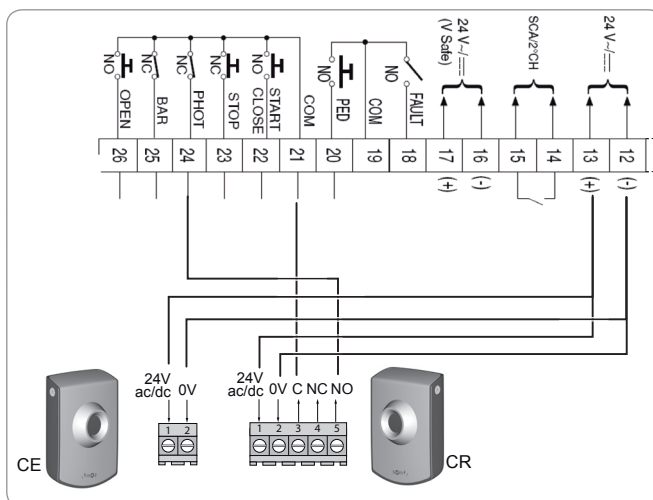 24 V~/⎓
(V Safe)
SCA/2°CH
24 V~/⎓
NO
NC
NC
NC
NO
NO
NO
OPEN
BAR
PHOT
STOP
START
CLOSE
COM
PED
COM
FAULT
26 25 24 23 22 21 20 19 18 17 16 15 14 13 12
(+) (-) (+) (-)
24V
ac/dc 0V
24V
ac/dc 0V C NC NO
1 2
1 2 3 4 5
CE
CR